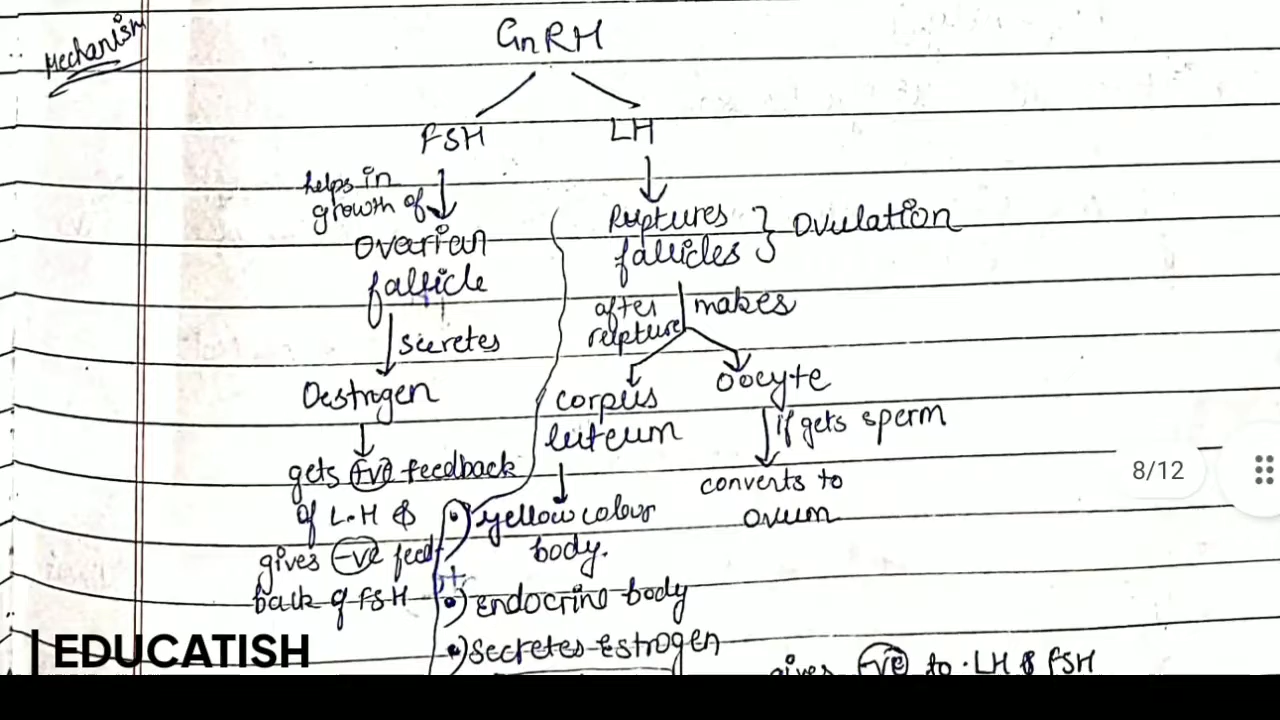 Mechanism
GnRH
FSH LH
helps in
growth of
Ovarian
follicle
secretes
Oestrogen
gets +ve feedback
of L.H &
gives -ve feed
back of FSH
Ruptures
follicles } Ovulation
after rupture makes
corpus
luteum
Oocyte
if gets sperm
converts to
ovum
yellow colour
body.
Endocrine body
secretes estrogen
gives -ve to LH & FSH
8/12
| EDUCATISH